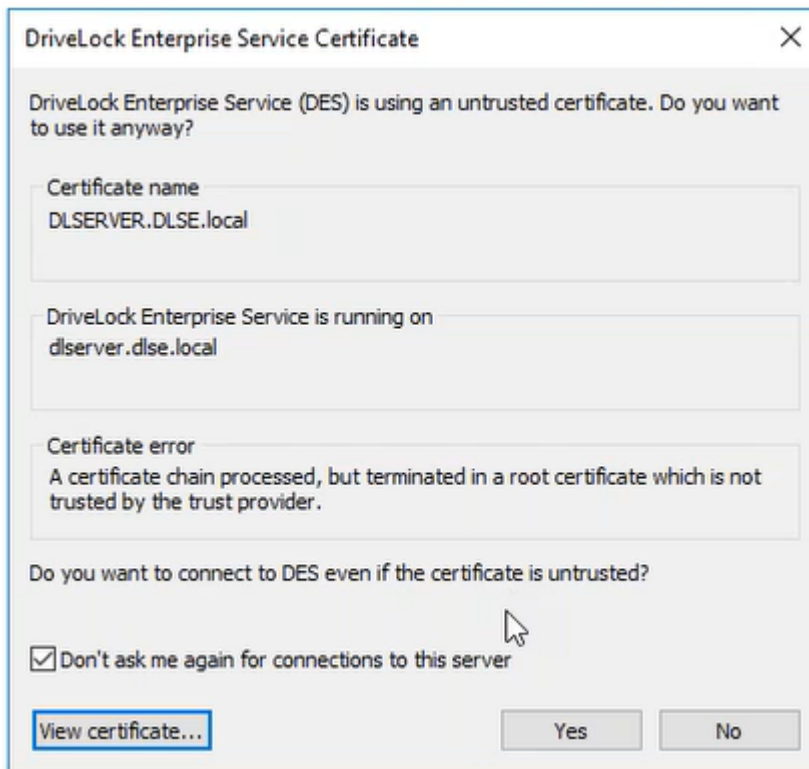 DriveLock Enterprise Service Certificate
DriveLock Enterprise Service (DES) is using an untrusted certificate. Do you want
to use it anyway?
Certificate name
DLSERVER.DLSE.local
DriveLock Enterprise Service is running on
dlserver.dlse.local
Certificate error
A certificate chain processed, but terminated in a root certificate which is not
trusted by the trust provider.
Do you want to connect to DES even if the certificate is untrusted?
Don't ask me again for connections to this server
View certificate... Yes No